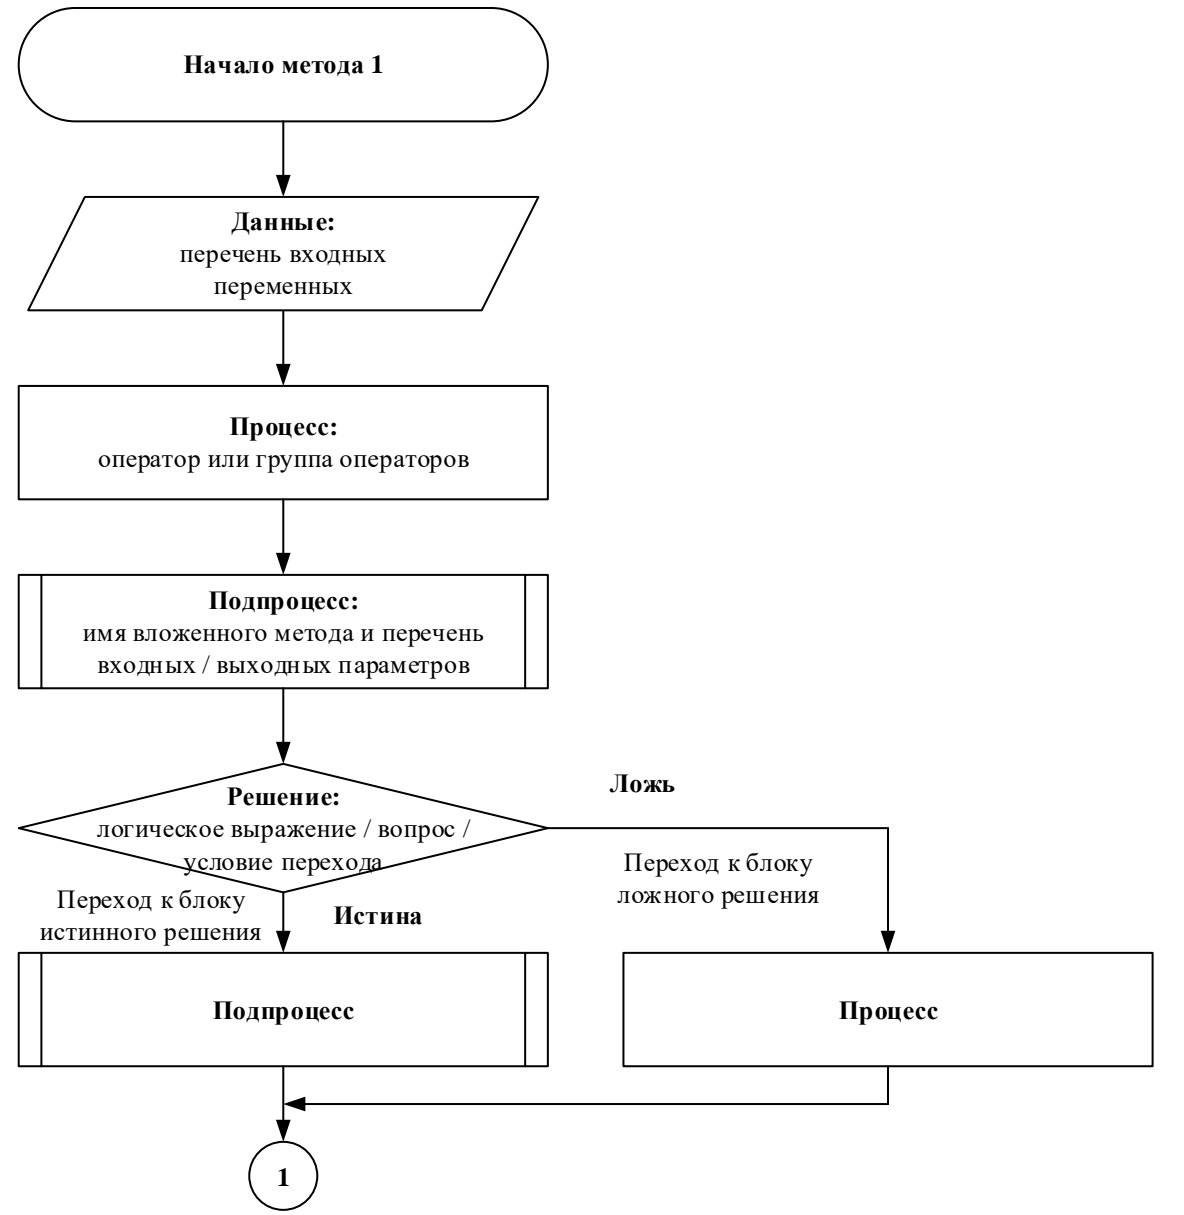 Начало метода 1
Данные:
перечень входных
переменных
Процесс:
оператор или группа операторов
Подпроцесс:
имя вложенного метода и перечень
входных / выходных параметров
Решение:
логическое выражение / вопрос /
условие перехода
Ложь
Переход к блоку
ложного решения
Переход к блоку
истинного решения
Истина
Подпроцесс
Процесс
1